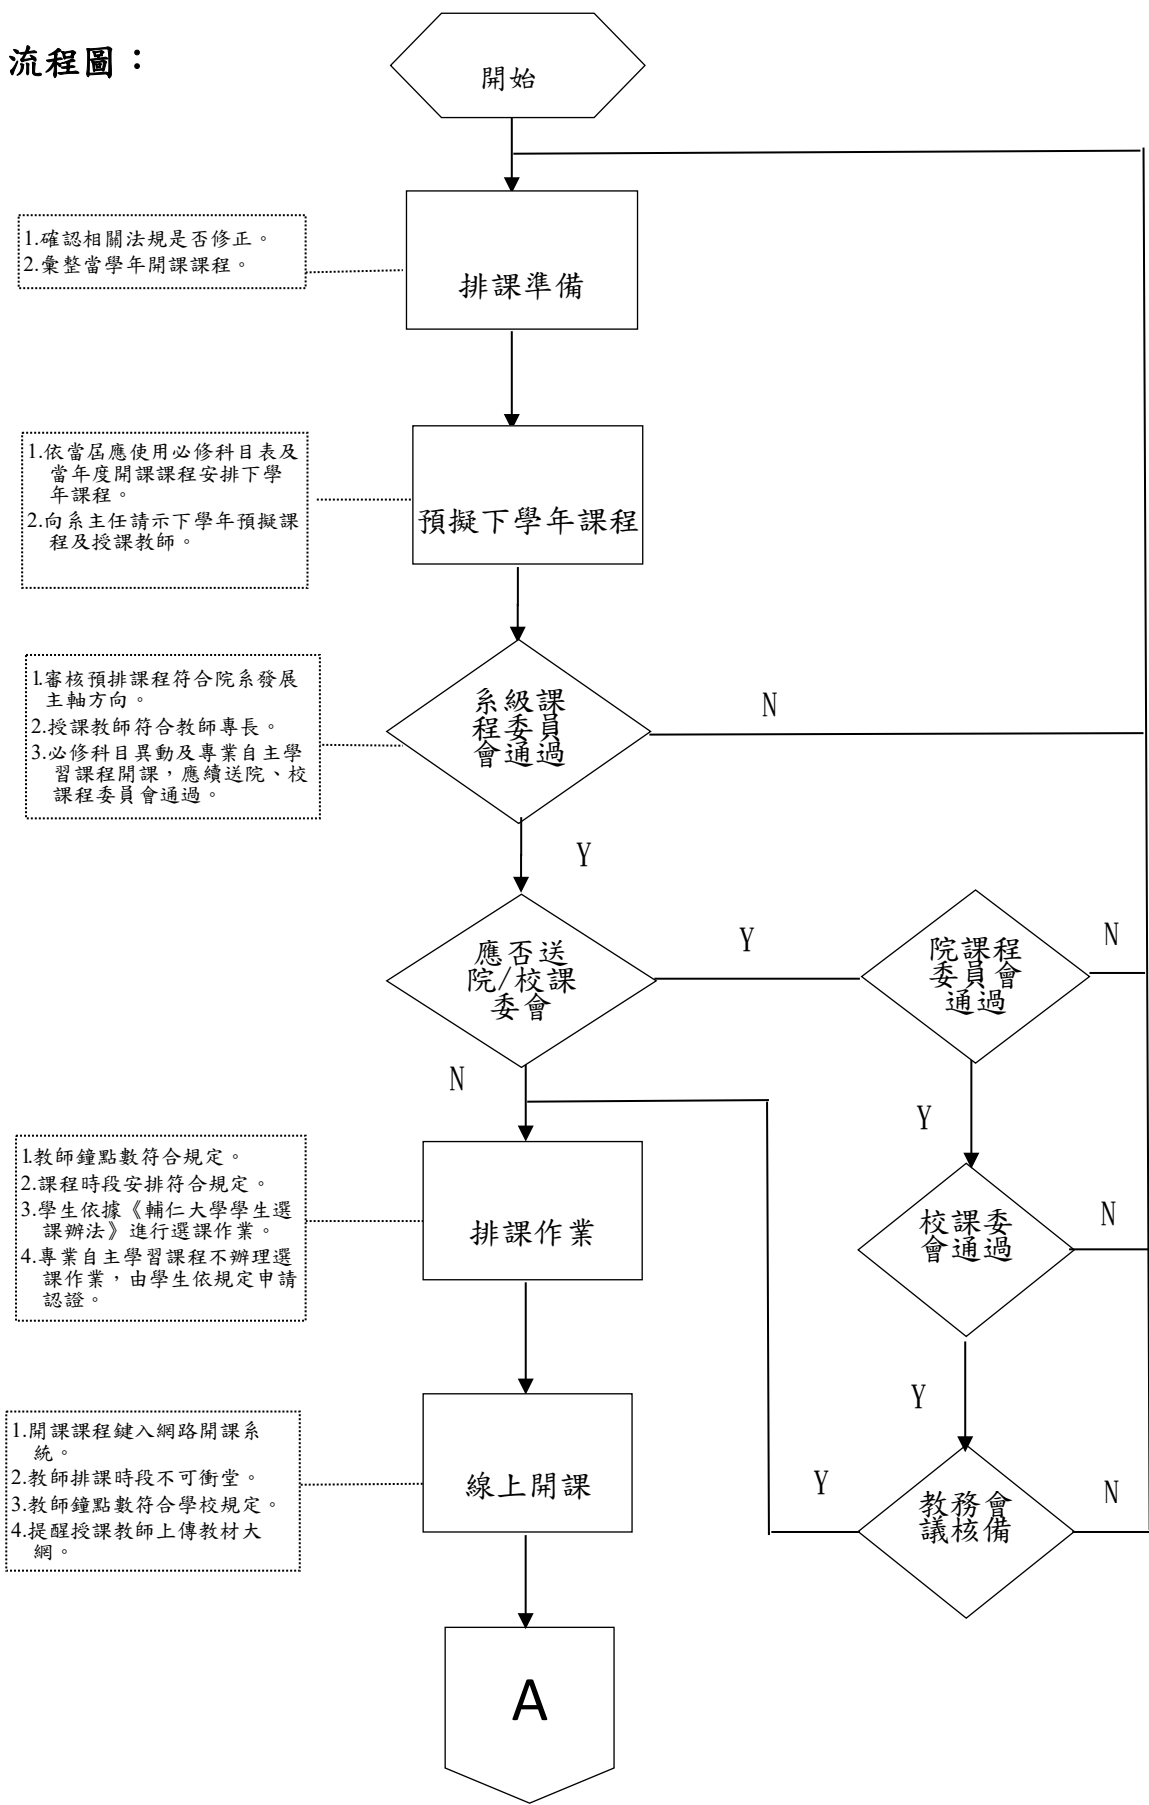 流程圖：
開始
1.確認相關法規是否修正。
2.彙整當學年開課課程。
排課準備
1.依當屆應使用必修科目表及
當年度開課課程安排下學
年課程。
2.向系主任請示下學年預擬課
程及授課教師。
預擬下學年課程
1.審核預排課程符合院系發展
主軸方向。
2.授課教師符合教師專長。
3.必修科目異動及專業自主學
習課程開課，應續送院、校
課程委員會通過。
系級課
程委員
會通過
N
Y
應否送
院/校課
委會
Y
院課程
委員會
通過
N
N
Y
1.教師鐘點數符合規定。
2.課程時段安排符合規定。
3.學生依據《輔仁大學學生選
課辦法》進行選課作業。
4.專業自主學習課程不辦理選
課作業，由學生依規定申請
認證。
排課作業
校課委
會通過
N
Y
1.開課課程鍵入網路開課系
統。
2.教師排課時段不可衝堂。
3.教師鐘點數符合學校規定。
4.提醒授課教師上傳教材大
綱。
線上開課
Y
教務會
議核備
N
A